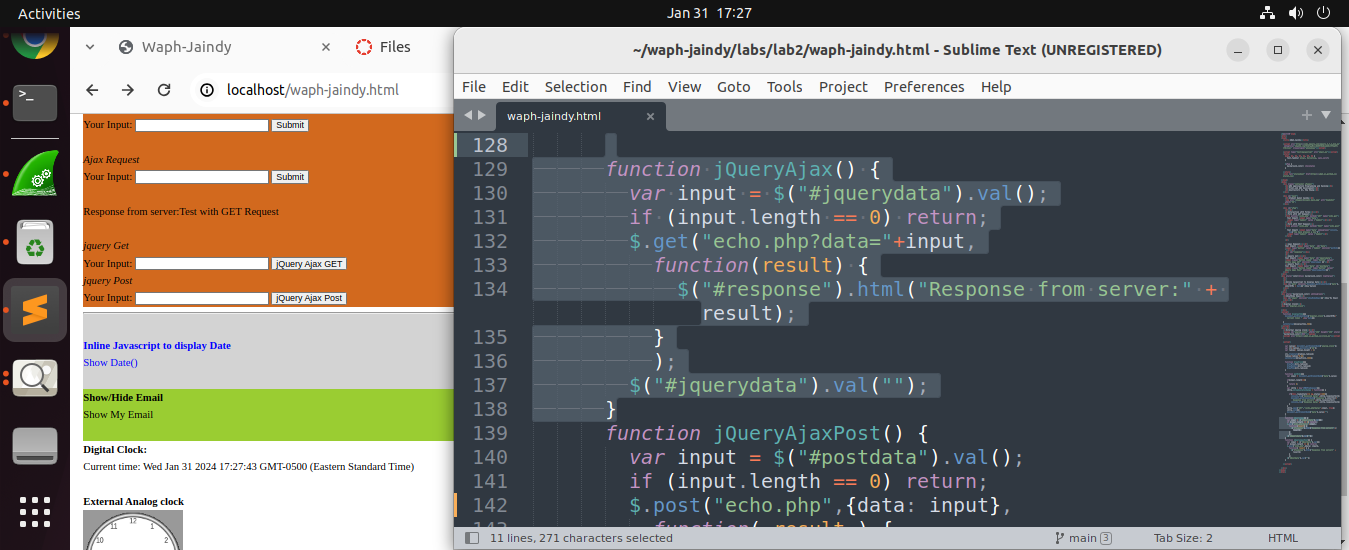 Activities
Jan 31 17:27
Waph-Jaindy
Files
localhost/waph-jaindy.html
Your Input:
Submit
Ajax Request
Your Input:
Submit
Response from server:Test with GET Request
jquery Get
Your Input:
jQuery Ajax GET
jquery Post
Your Input:
jQuery Ajax Post
Inline Javascript to display Date
Show Date()
Show/Hide Email
Show My Email
Digital Clock:
Current time: Wed Jan 31 2024 17:27:43 GMT-0500 (Eastern Standard Time)
External Analog clock
11 12 1
10 2
~/waph-jaindy/labs/lab2/waph-jaindy.html - Sublime Text (UNREGISTERED)
File Edit Selection Find View Goto Tools Project Preferences Help
waph-jaindy.html
128
129 function jQueryAjax() {
130 var input = $("#jquerydata").val();
131 if (input.length == 0) return;
132 $.get("echo.php?data="+input,
133 function(result) {
134 $("#response").html("Response from server:" +
result);
135 }
136 );
137 $("#jquerydata").val("");
138 }
139 function jQueryAjaxPost() {
140 var input = $("#postdata").val();
141 if (input.length == 0) return;
142 $.post("echo.php",{data: input},
143 function( result ) {
11 lines, 271 characters selected
main 3
Tab Size: 2
HTML